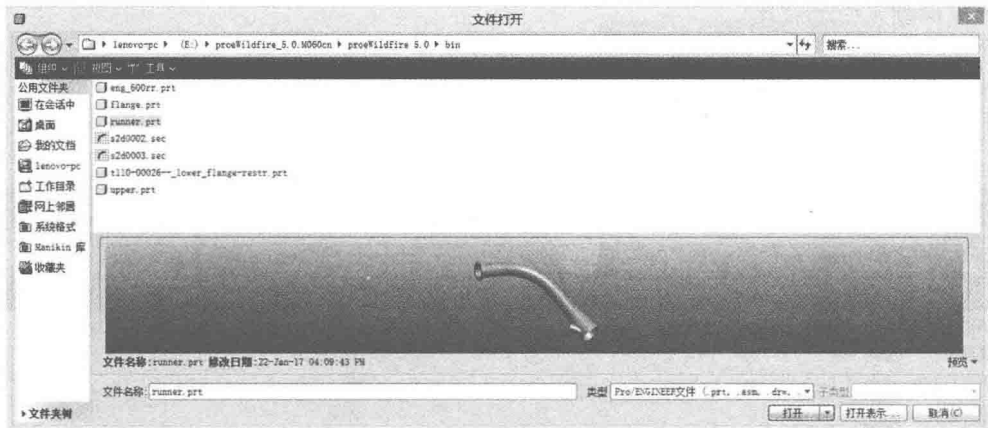 文件打开
lenovo-pc (E:) proeWildfire_5.0.M060cn proeWildfire 5.0 bin 搜索...
组织 视图 工具
公用文件夹
在会话中
桌面
我的文档
lenovo-pc
工作目录
网上邻居
系统格式
Manikin 库
收藏夹
eng_600rr.prt
flange.prt
runner.prt
s2d0002.sec
s2d0003.sec
t110-00026--_lower_flange-restr.prt
upper.prt
文件名称:runner.prt 修改日期:22-Jan-17 04:09:43 PM 预览
文件名称: runner.prt 类型 Pro/ENGINEER文件 (.prt, .asm, .drw, . 子类型
文件夹树 打开 打开表示... 取消(C)